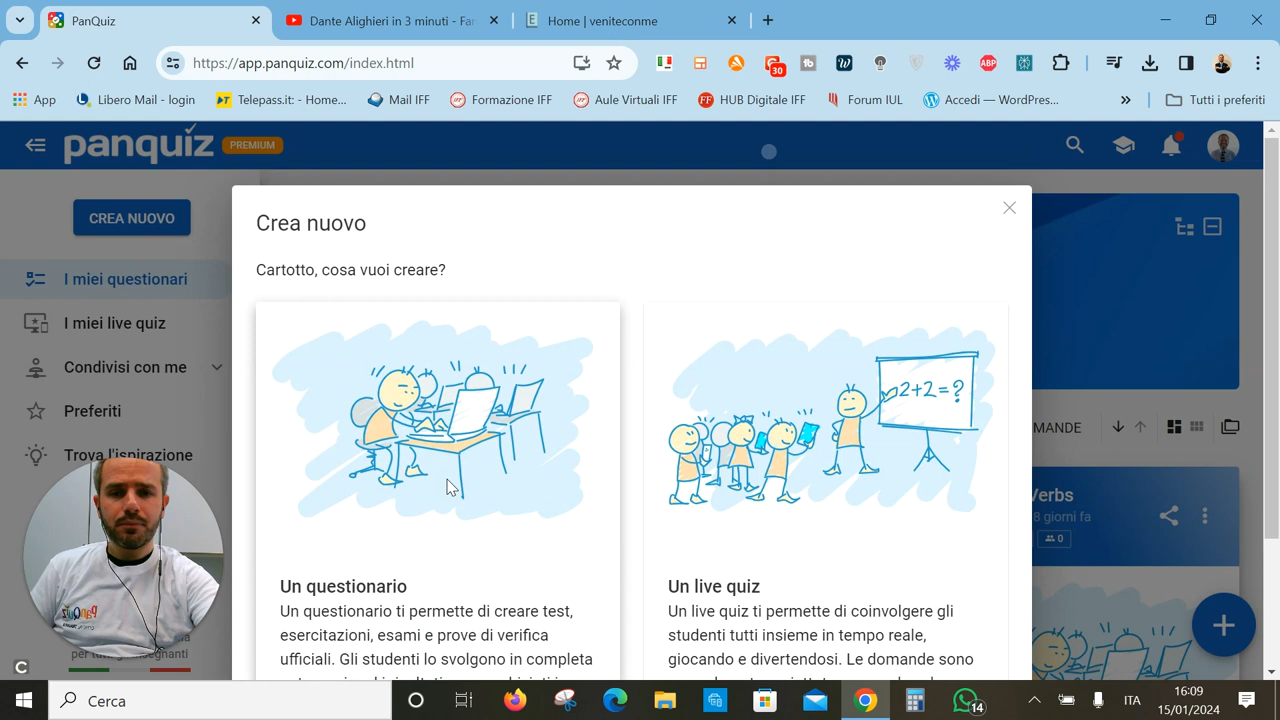 PanQuiz
Dante Alighieri in 3 minuti - Fan
Home | veniteconme
https://app.panquiz.com/index.html
30
ABP
App
Libero Mail - login
Telepass.it: - Home...
Mail IFF
Formazione IFF
Aule Virtuali IFF
HUB Digitale IFF
Forum IUL
Accedi — WordPres...
Tutti i preferiti
panquiz
PREMIUM
CREA NUOVO
I miei questionari
I miei live quiz
Condivisi con me
Preferiti
Trova l'ispirazione
per tutti gli insegnanti
Crea nuovo
Cartotto, cosa vuoi creare?
2+2=?
Un questionario
Un questionario ti permette di creare test,
esercitazioni, esami e prove di verifica
ufficiali. Gli studenti lo svolgono in completa
Un live quiz
Un live quiz ti permette di coinvolgere gli
studenti tutti insieme in tempo reale,
giocando e divertendosi. Le domande sono
MANDE
Verbs
8 giorni fa
0
Cerca
14
ITA
16:09
15/01/2024